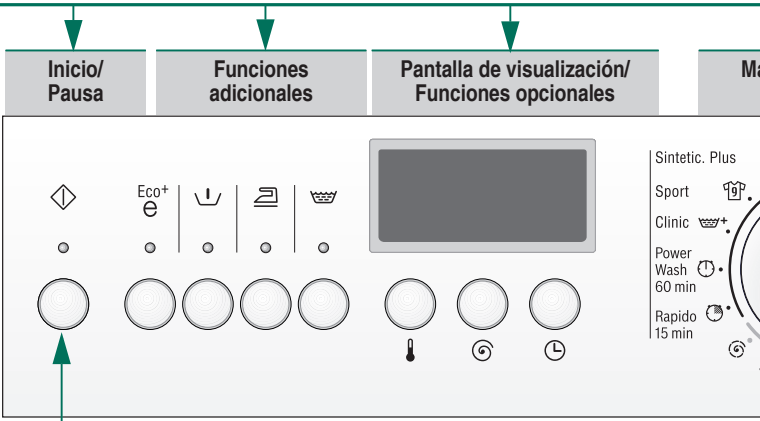 Inicio/
Pausa
Funciones
adicionales
Pantalla de visualización/
Funciones opcionales
Ma
Eco+
e
Sintetic. Plus
Sport
9
Clinic
+
Power
Wash
60 min
Rapido
15 min